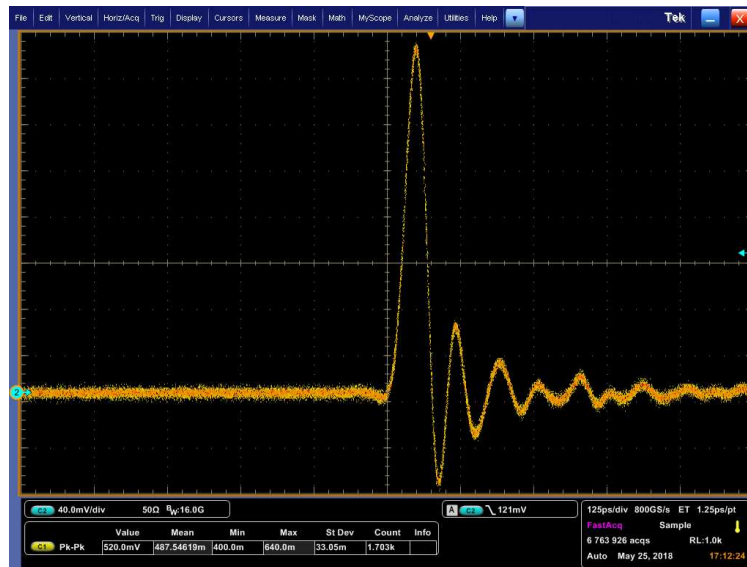 File Edit Vertical Horiz/Acq Trig Display Cursors Measure Mask Math MyScope Analyze Utilities Help Tek X
2
C2 40.0mV/div 50Ω BW:16.0G
A C2 121mV
125ps/div 800GS/s ET 1.25ps/pt
FastAcq Sample
6 763 926 acqs RL:1.0k
Auto May 25, 2018 17:12:24
Value Mean Min Max St Dev Count Info
C1 Pk-Pk 520.0mV 487.54619m 400.0m 640.0m 33.05m 1.703k